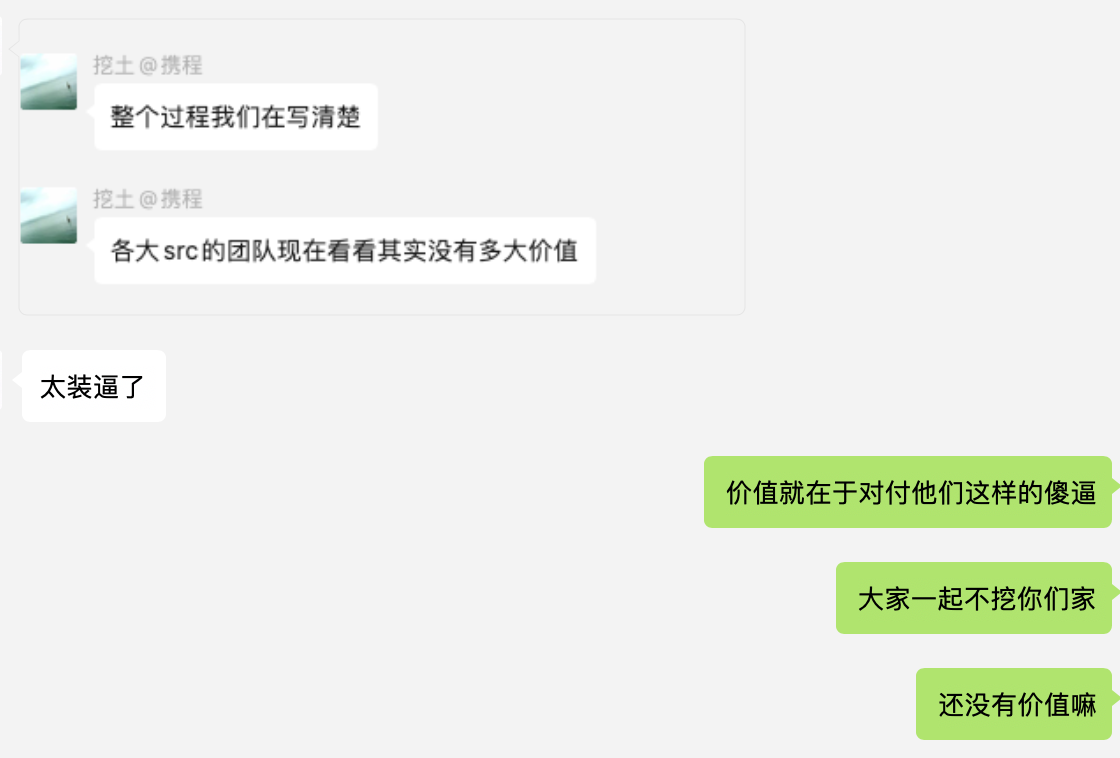 挖土@携程
整个过程我们在写清楚
挖土@携程
各大src的团队现在看看其实没有多大价值
太装逼了
价值就在于对付他们这样的傻逼
大家一起不挖你们家
还没有价值嘛